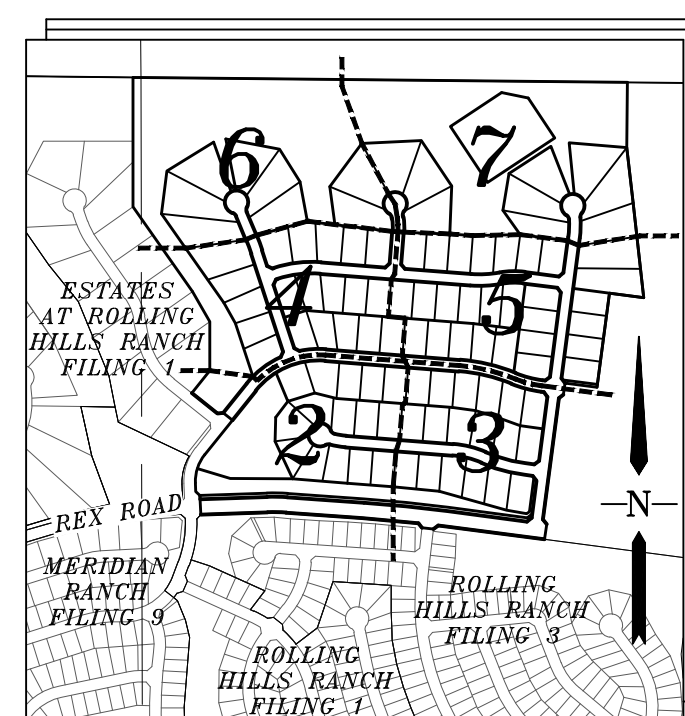 6
7
ESTATES
AT ROLLING
HILLS RANCH
FILING 1
4
5
2
3
N
REX ROAD
MERIDIAN
RANCH
FILING 9
ROLLING
HILLS RANCH
FILING 3
ROLLING
HILLS RANCH
FILING 1